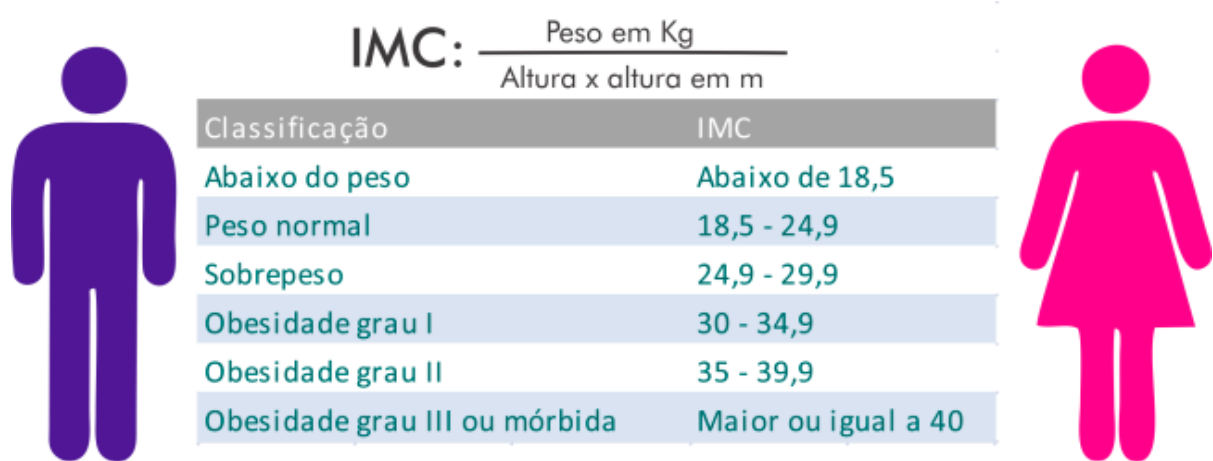 IMC: Peso em Kg
Altura x altura em m
Classificação IMC
Abaixo do peso Abaixo de 18,5
Peso normal 18,5 - 24,9
Sobrepeso 24,9 - 29,9
Obesidade grau I 30 - 34,9
Obesidade grau II 35 - 39,9
Obesidade grau III ou mórbida Maior ou igual a 40